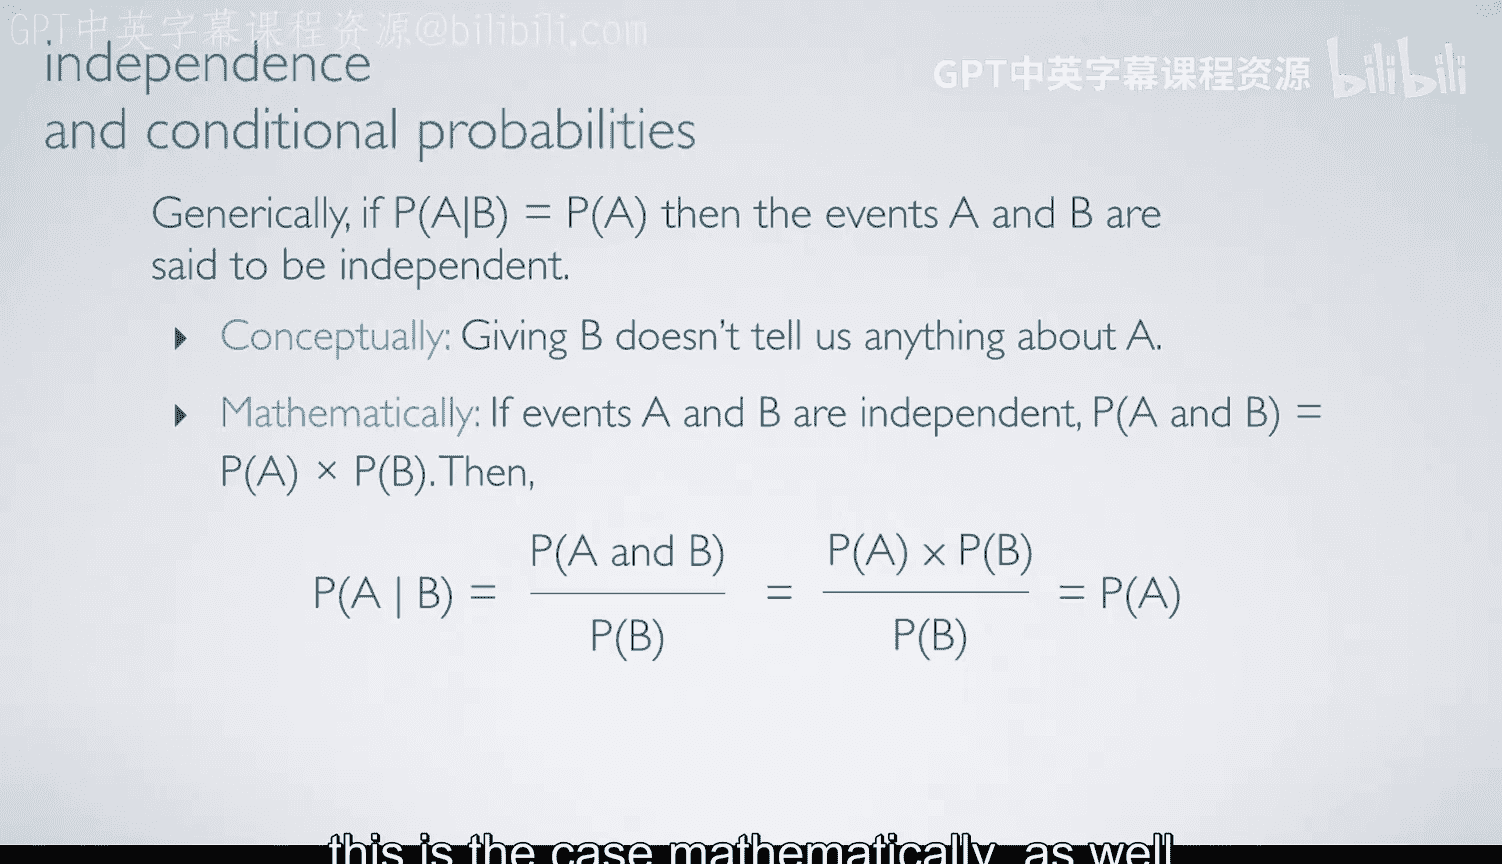 GPT中英字幕课程资源@bilibili.com
independence
GPT中英字幕课程资源 bilibili
and conditional probabilities
Generically, if P(A|B) = P(A) then the events A and B are
said to be independent.
Conceptually: Giving B doesn't tell us anything about A.
Mathematically: If events A and B are independent, P(A and B) =
P(A) × P(B). Then,
P(A | B) = P(A and B) / P(B) = P(A) x P(B) / P(B) = P(A)
this is the case mathematically, as well